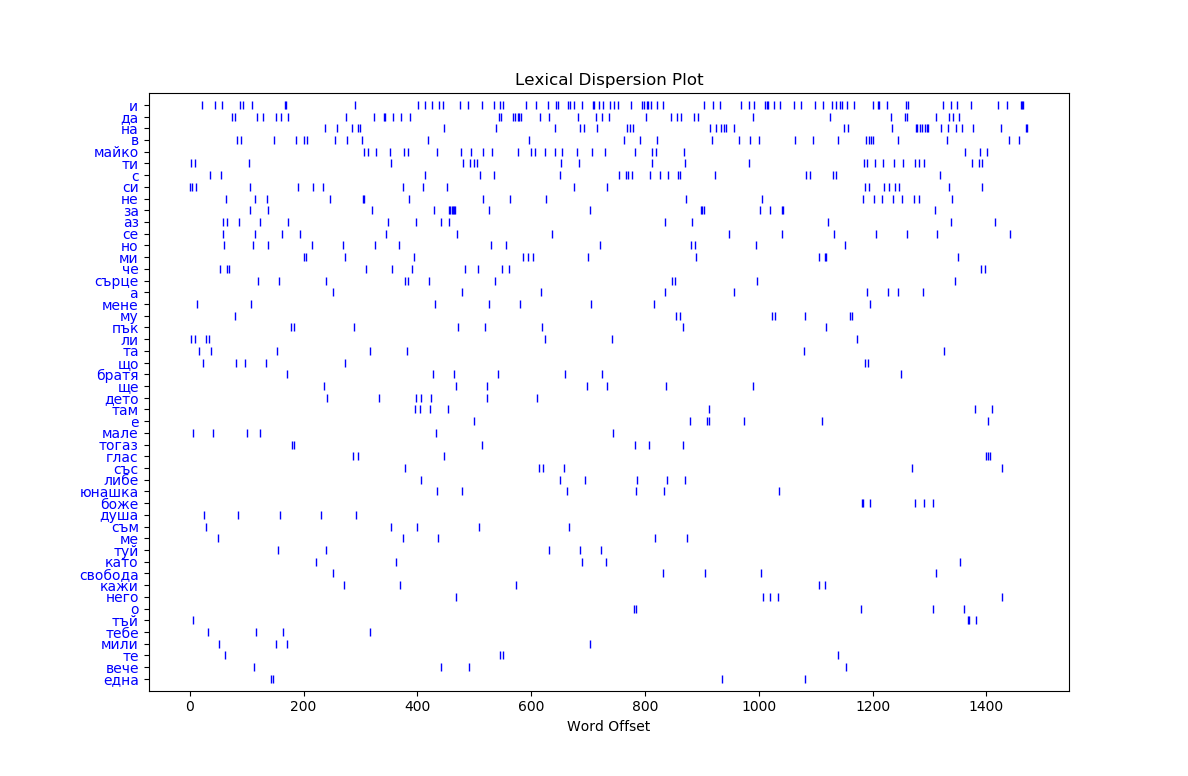 Lexical Dispersion Plot
и
да
на
в
майко
ти
с
си
не
за
аз
се
но
ми
че
сърце
а
мене
му
пък
ли
та
що
братя
ще
дето
там
е
мале
тогаз
глас
със
либе
юнашка
боже
душа
съм
ме
туй
като
свобода
кажи
него
о
тъй
тебе
мили
те
вече
една
0 200 400 600 800 1000 1200 1400
Word Offset